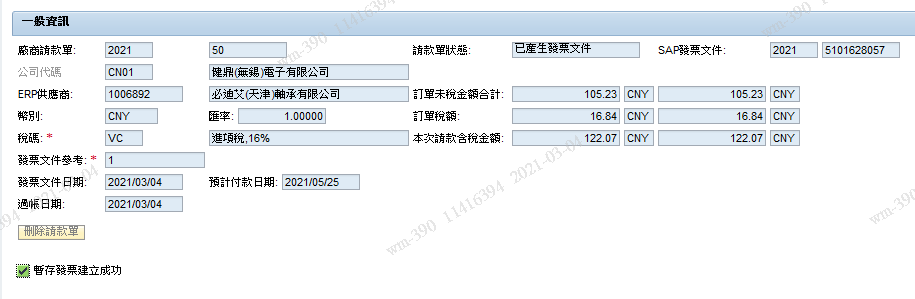 一般資訊
廠商請款單: 2021 50 請款單狀態: 已產生發票文件 SAP發票文件: 2021 5101628057
公司代碼 CN01 健鼎(無錫)電子有限公司
ERP供應商: 1006892 必迪艾(天津)軸承有限公司 訂單未稅金額合計: 105.23 CNY 105.23 CNY
幣別: CNY 匯率: 1.00000 訂單稅額: 16.84 CNY 16.84 CNY
稅碼: * VC 進項稅,16% 本次請款含稅金額: 122.07 CNY 122.07 CNY
發票文件參考: * 1
發票文件日期: 2021/03/04 預計付款日期: 2021/05/25
過帳日期: 2021/03/04
刪除請款單
暫存發票建立成功
wm-390 11416394 2021-03-04